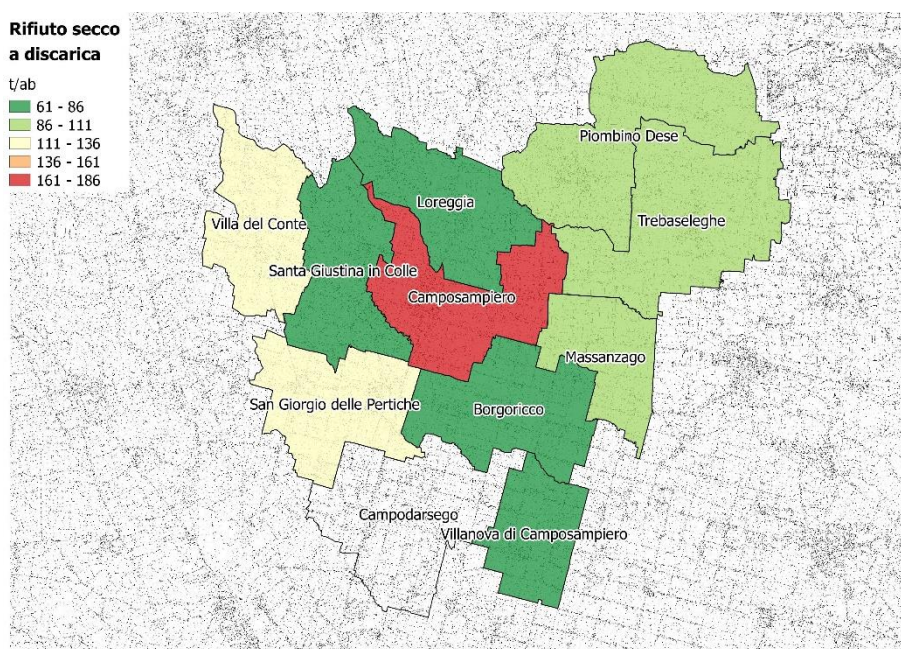 Rifiuto secco
a discarica
t/ab
61 - 86
86 - 111
111 - 136
136 - 161
161 - 186
Piombino Dese
Loreggia
Trebaseleghe
Villa del Conte
Santa Giustina in Colle
Camposampiero
Massanzago
San Giorgio delle Pertiche
Borgoricco
Campodarsego
Villanova di Camposampiero